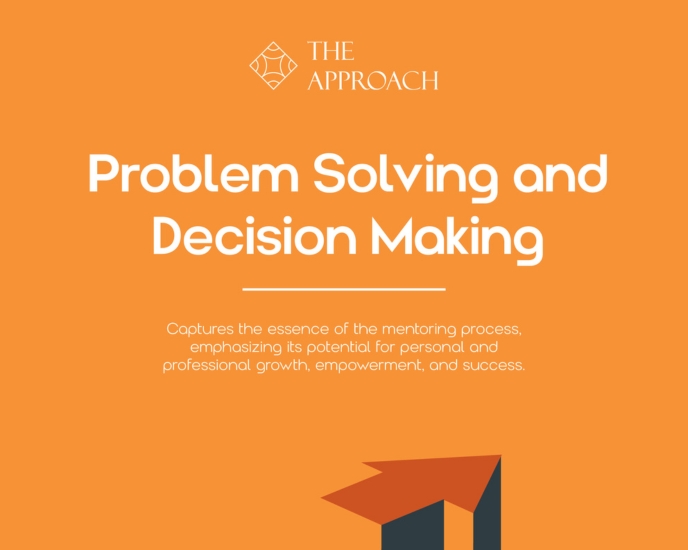 THE
APPROACH
Problem Solving and
Decision Making
Captures the essence of the mentoring process,
emphasizing its potential for personal and
professional growth, empowerment, and success.